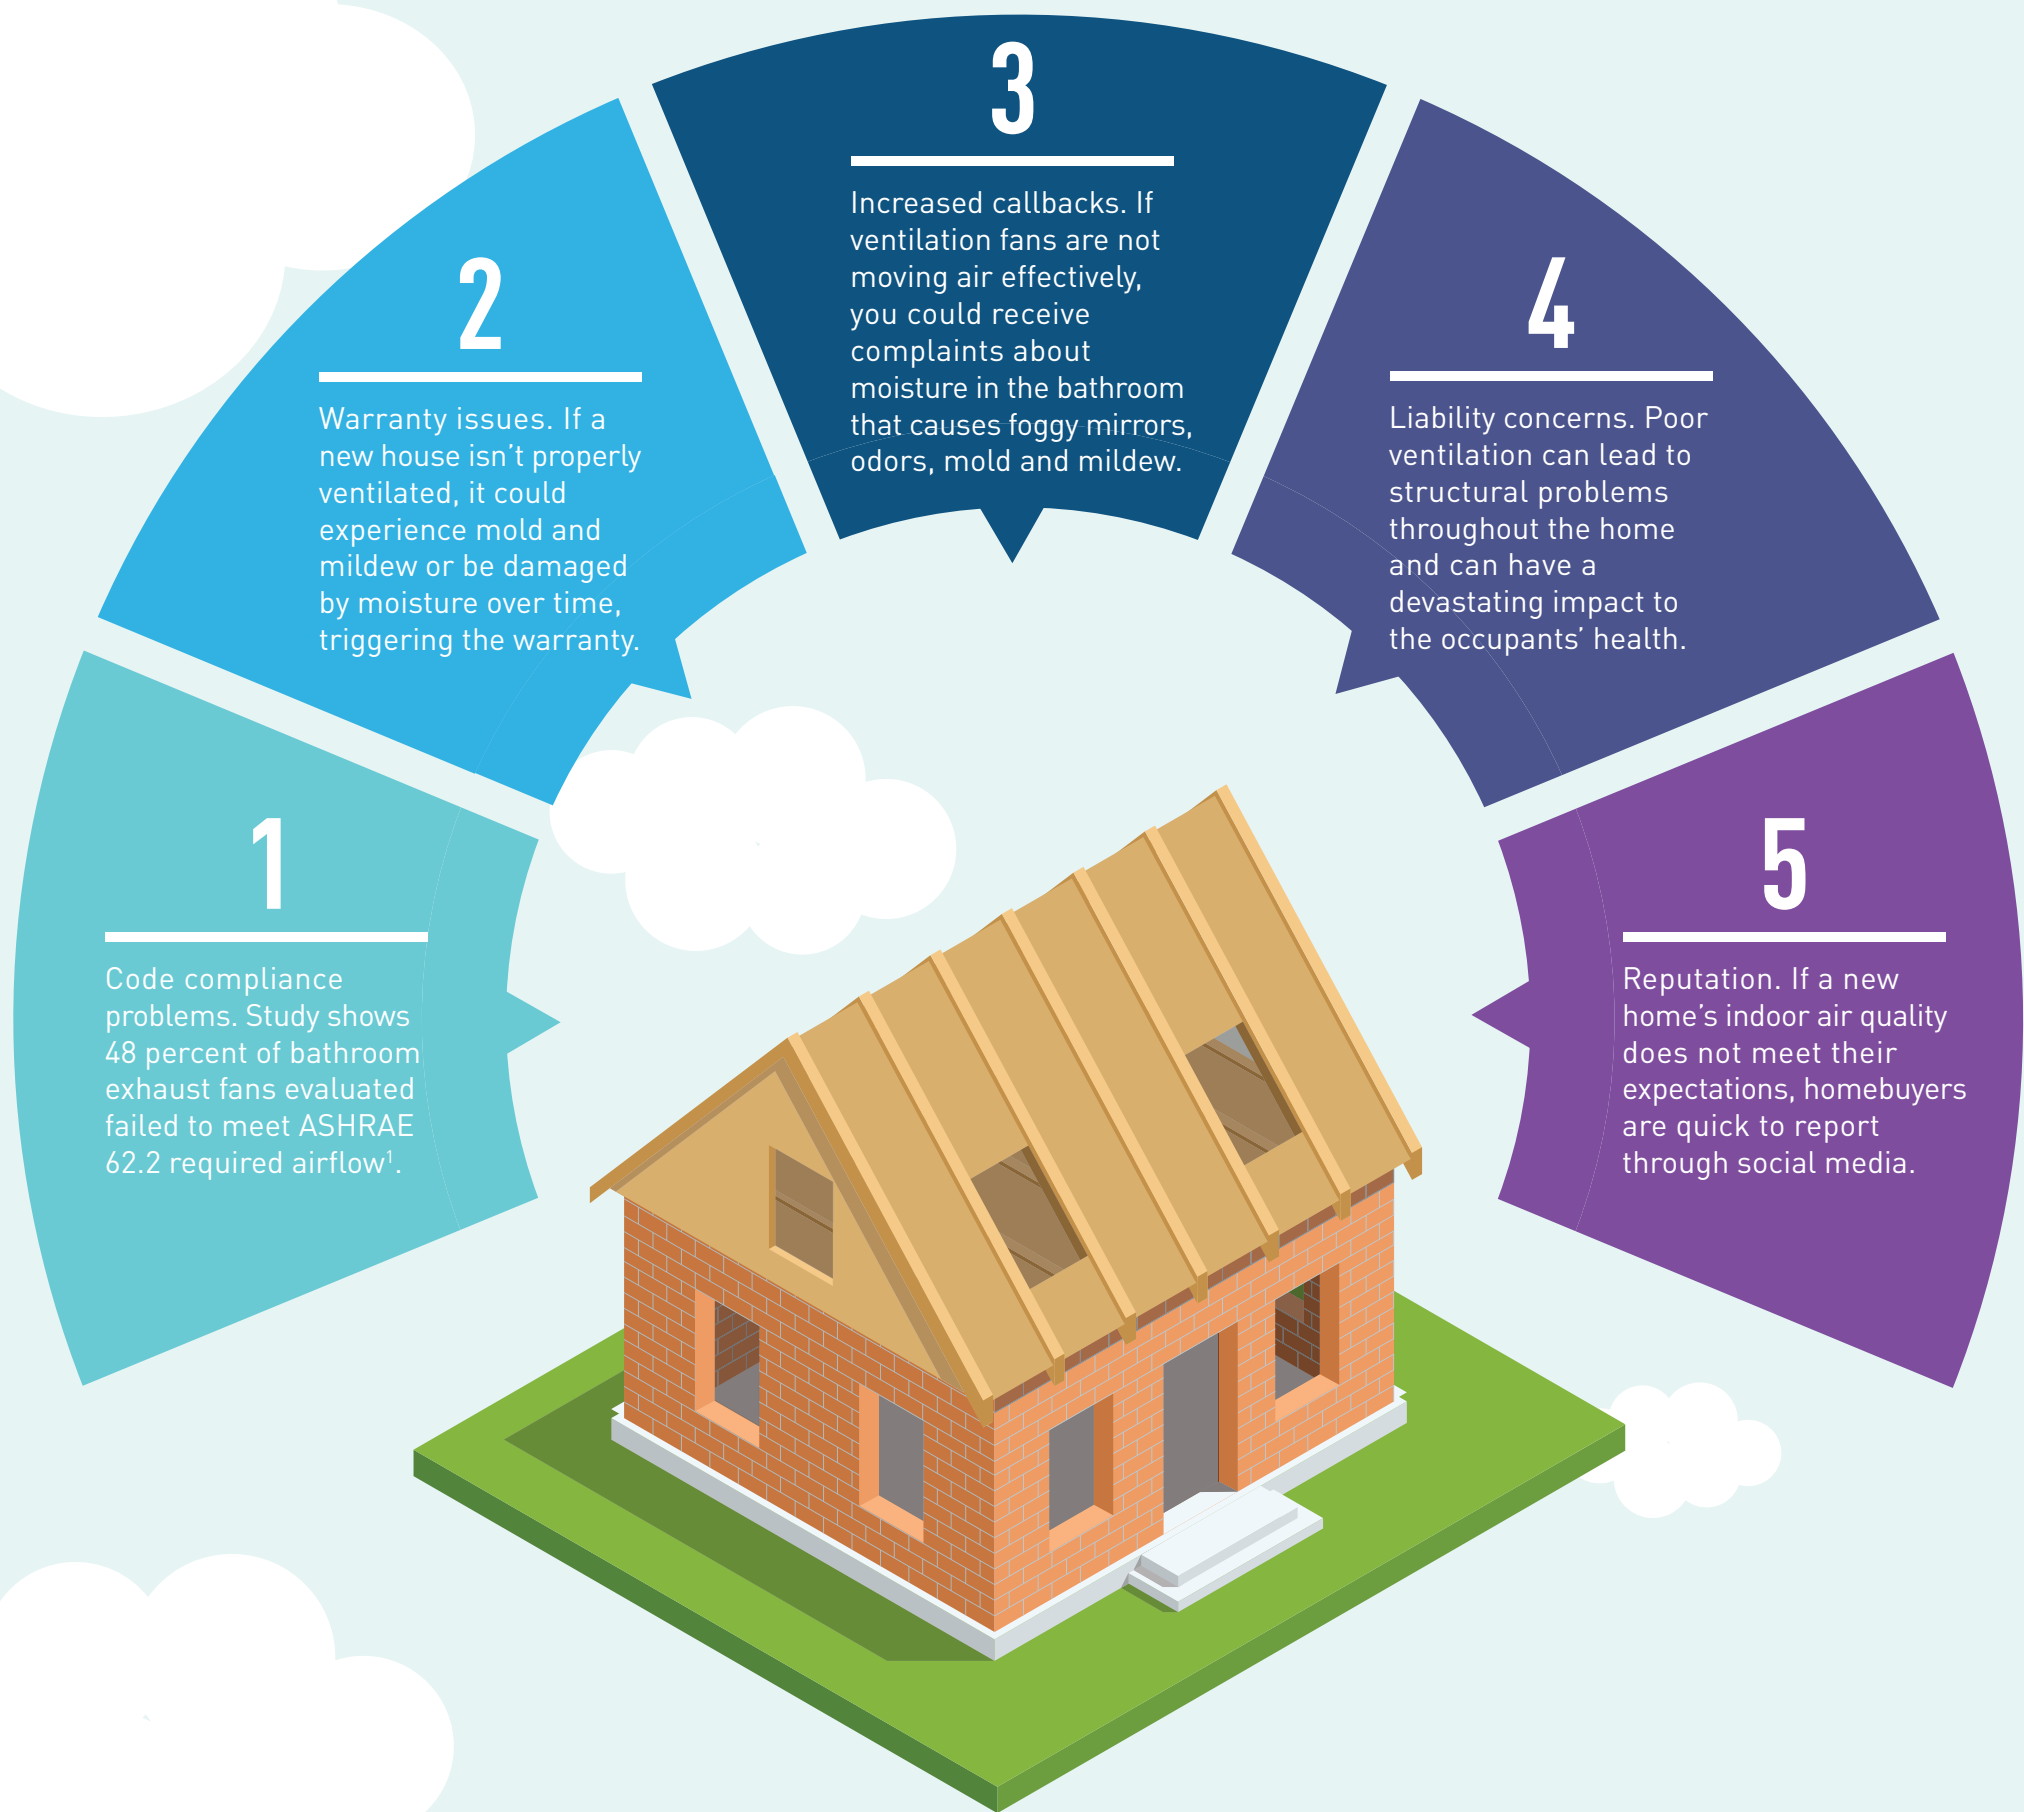 1
Code compliance
problems. Study shows
48 percent of bathroom
exhaust fans evaluated
failed to meet ASHRAE
62.2 required airflow¹.
2
Warranty issues. If a
new house isn’t properly
ventilated, it could
experience mold and
mildew or be damaged
by moisture over time,
triggering the warranty.
3
Increased callbacks. If
ventilation fans are not
moving air effectively,
you could receive
complaints about
moisture in the bathroom
that causes foggy mirrors,
odors, mold and mildew.
4
Liability concerns. Poor
ventilation can lead to
structural problems
throughout the home
and can have a
devastating impact to
the occupants’ health.
5
Reputation. If a new
home’s indoor air quality
does not meet their
expectations, homebuyers
are quick to report
through social media.